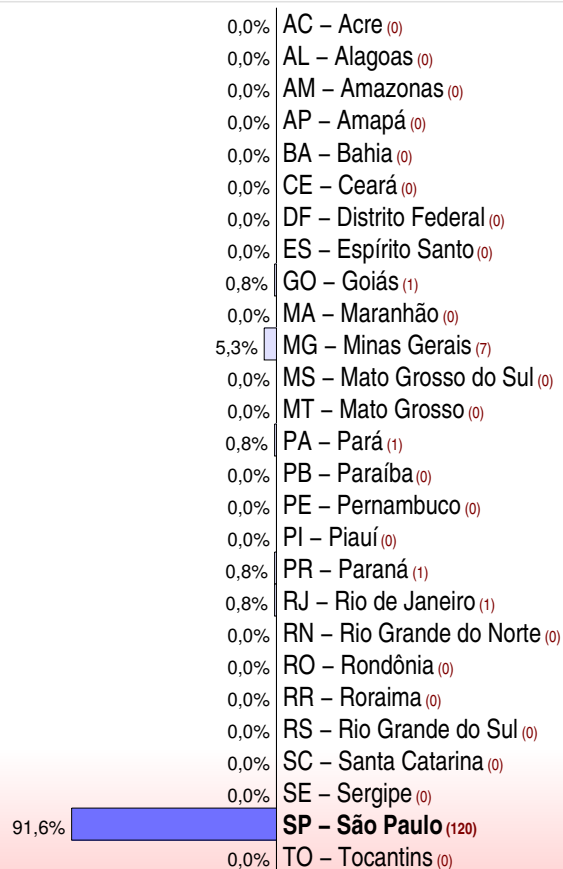 0,0% AC – Acre (0)
0,0% AL – Alagoas (0)
0,0% AM – Amazonas (0)
0,0% AP – Amapá (0)
0,0% BA – Bahia (0)
0,0% CE – Ceará (0)
0,0% DF – Distrito Federal (0)
0,0% ES – Espírito Santo (0)
0,8% GO – Goiás (1)
0,0% MA – Maranhão (0)
5,3% MG – Minas Gerais (7)
0,0% MS – Mato Grosso do Sul (0)
0,0% MT – Mato Grosso (0)
0,8% PA – Pará (1)
0,0% PB – Paraíba (0)
0,0% PE – Pernambuco (0)
0,0% PI – Piauí (0)
0,8% PR – Paraná (1)
0,8% RJ – Rio de Janeiro (1)
0,0% RN – Rio Grande do Norte (0)
0,0% RO – Rondônia (0)
0,0% RR – Roraima (0)
0,0% RS – Rio Grande do Sul (0)
0,0% SC – Santa Catarina (0)
0,0% SE – Sergipe (0)
91,6% SP – São Paulo (120)
0,0% TO – Tocantins (0)